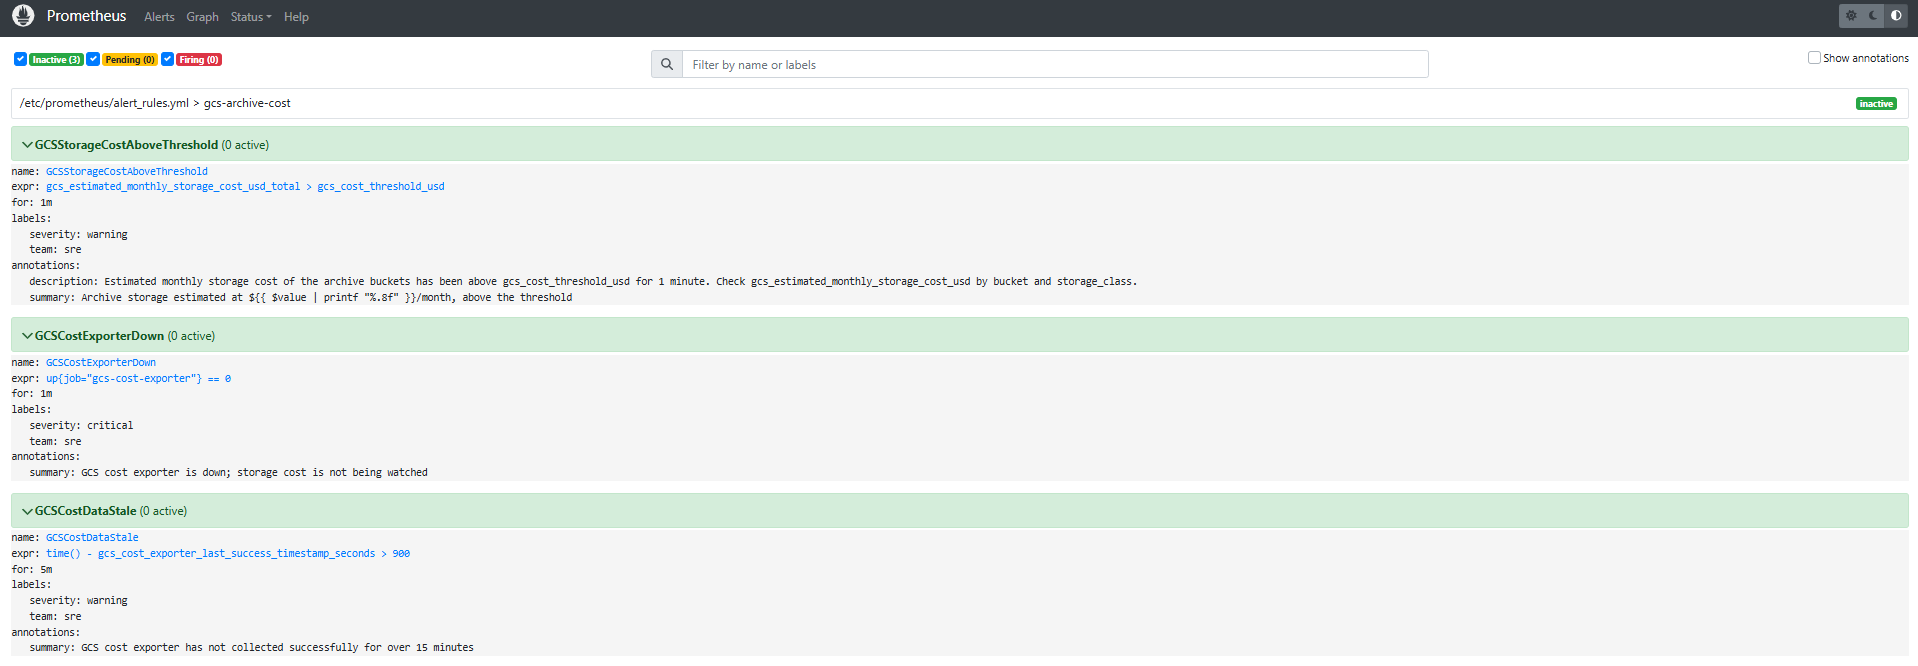 Prometheus Alerts Graph Status Help
Inactive (3) Pending (0) Firing (0) Filter by name or labels Show annotations
/etc/prometheus/alert_rules.yml > gcs-archive-cost inactive
GCSStorageCostAboveThreshold (0 active)
name: GCSStorageCostAboveThreshold
expr: gcs_estimated_monthly_storage_cost_usd_total > gcs_cost_threshold_usd
for: 1m
labels:
severity: warning
team: sre
annotations:
description: Estimated monthly storage cost of the archive buckets has been above gcs_cost_threshold_usd for 1 minute. Check gcs_estimated_monthly_storage_cost_usd by bucket and storage_class.
summary: Archive storage estimated at ${{ $value | printf "%.8f" }}/month, above the threshold
GCSCostExporterDown (0 active)
name: GCSCostExporterDown
expr: up{job="gcs-cost-exporter"} == 0
for: 1m
labels:
severity: critical
team: sre
annotations:
summary: GCS cost exporter is down; storage cost is not being watched
GCSCostDataStale (0 active)
name: GCSCostDataStale
expr: time() - gcs_cost_exporter_last_success_timestamp_seconds > 900
for: 5m
labels:
severity: warning
team: sre
annotations:
summary: GCS cost exporter has not collected successfully for over 15 minutes